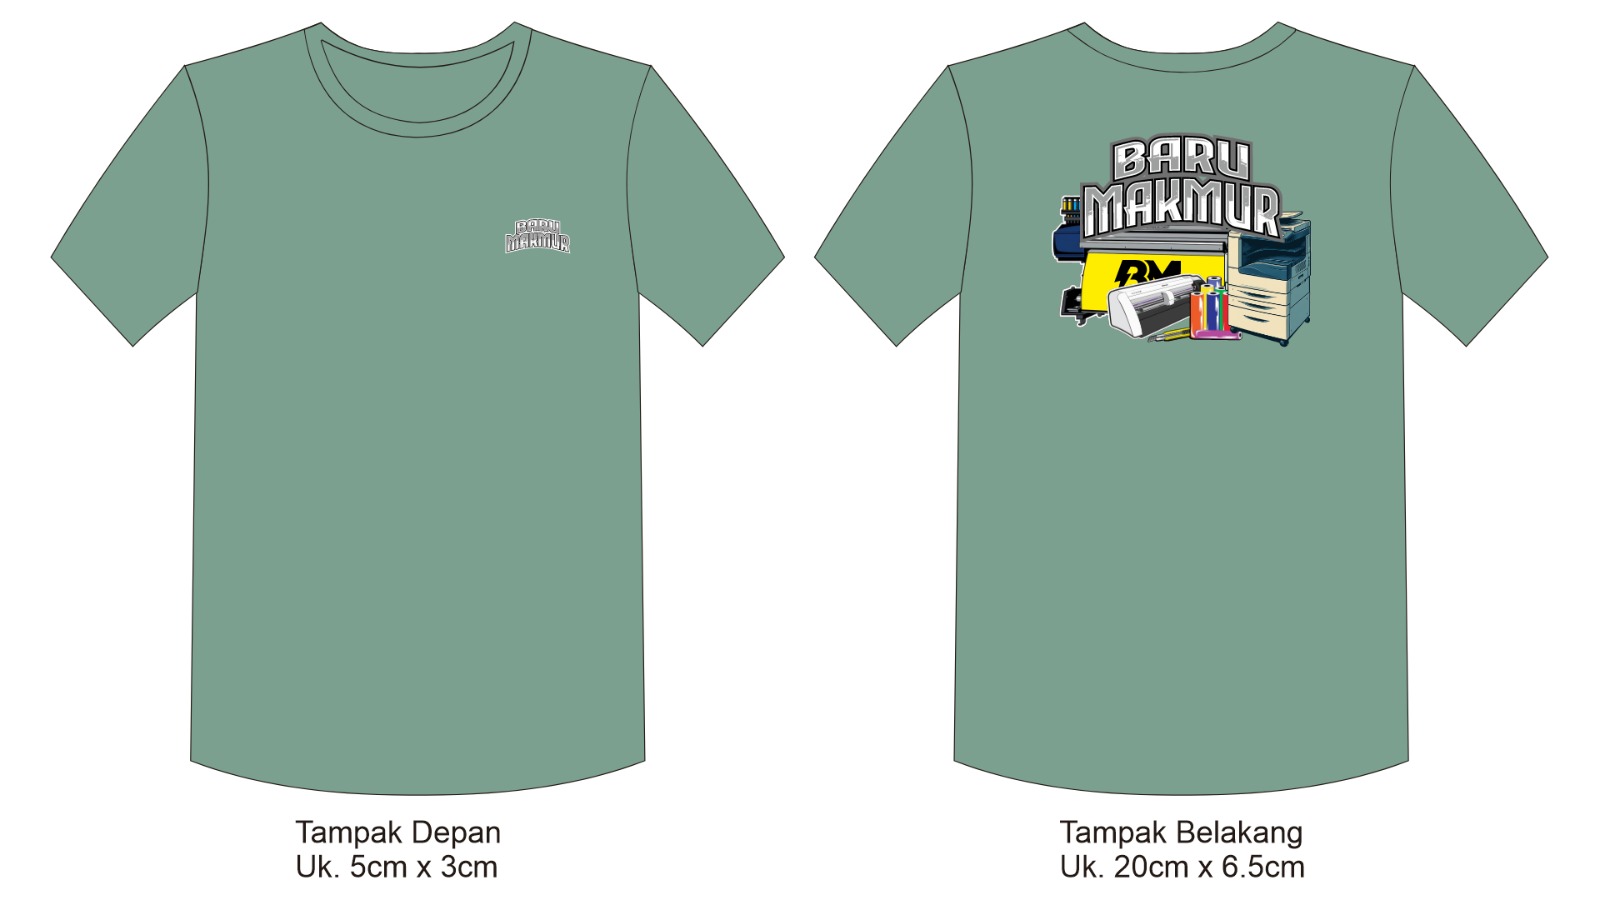 BARU
MAKMUR
BARU
MAKMUR
BM
Tampak Depan
Uk. 5cm x 3cm
Tampak Belakang
Uk. 20cm x 6.5cm